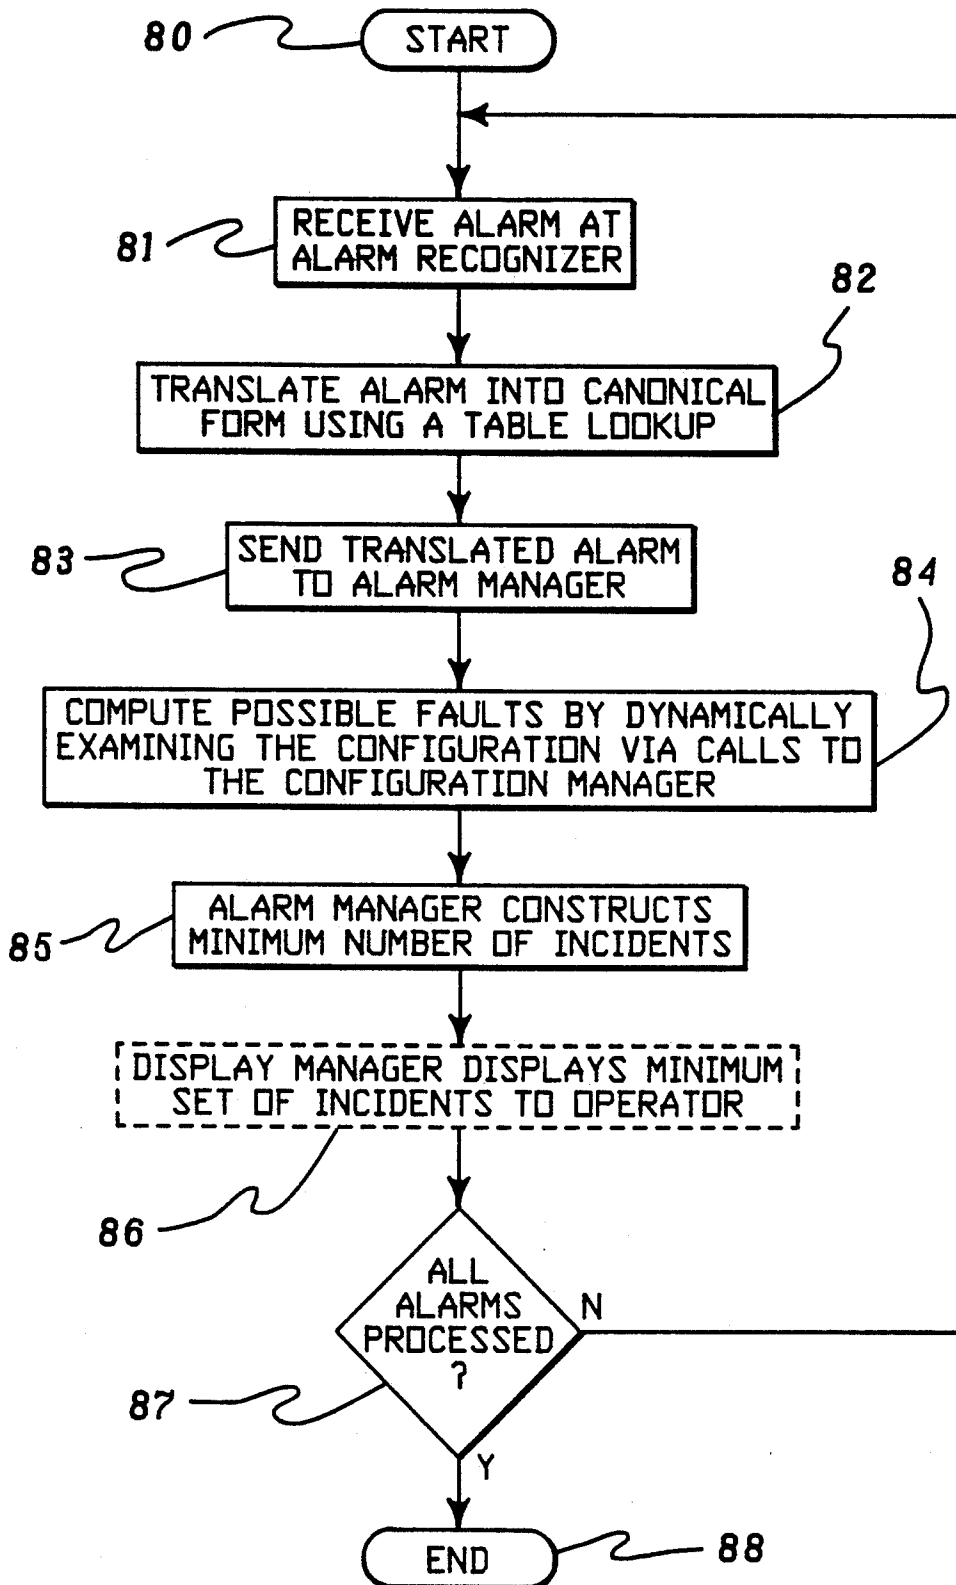 80
START
81
RECEIVE ALARM AT
ALARM RECOGNIZER
82
TRANSLATE ALARM INTO CANONICAL
FORM USING A TABLE LOOKUP
83
SEND TRANSLATED ALARM
TO ALARM MANAGER
84
COMPUTE POSSIBLE FAULTS BY DYNAMICALLY
EXAMINING THE CONFIGURATION VIA CALLS TO
THE CONFIGURATION MANAGER
85
ALARM MANAGER CONSTRUCTS
MINIMUM NUMBER OF INCIDENTS
DISPLAY MANAGER DISPLAYS MINIMUM
SET OF INCIDENTS TO OPERATOR
86
ALL
ALARMS
PROCESSED
?
N
87
Y
END
88